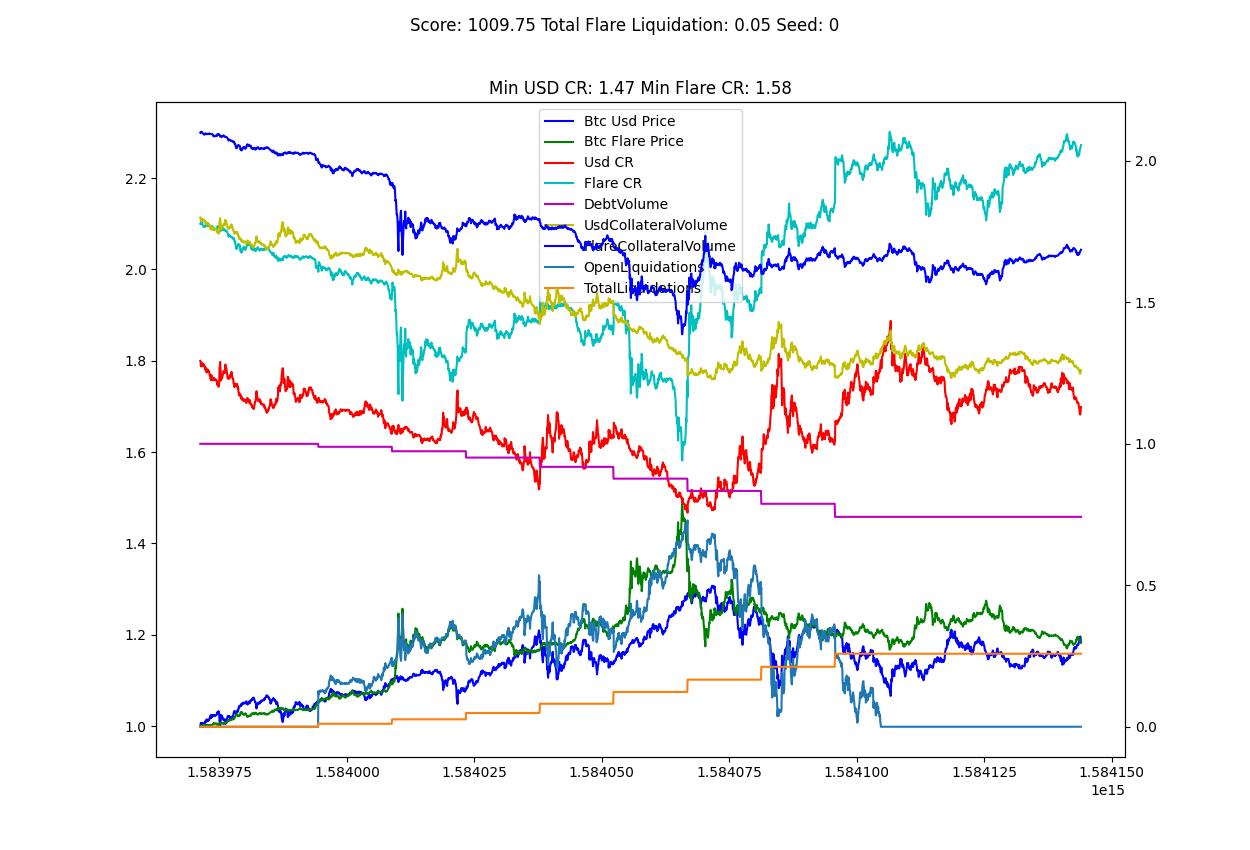 Score: 1009.75 Total Flare Liquidation: 0.05 Seed: 0
Min USD CR: 1.47 Min Flare CR: 1.58
Btc Usd Price
Btc Flare Price
Usd CR
Flare CR
DebtVolume
UsdCollateralVolume
FlareCollateralVolume
OpenLiquidations
TotalLiquidations
2.2
2.0
1.8
1.6
1.4
1.2
1.0
2.0
1.5
1.0
0.5
0.0
1.583975 1.584000 1.584025 1.584050 1.584075 1.584100 1.584125 1.584150
1e15